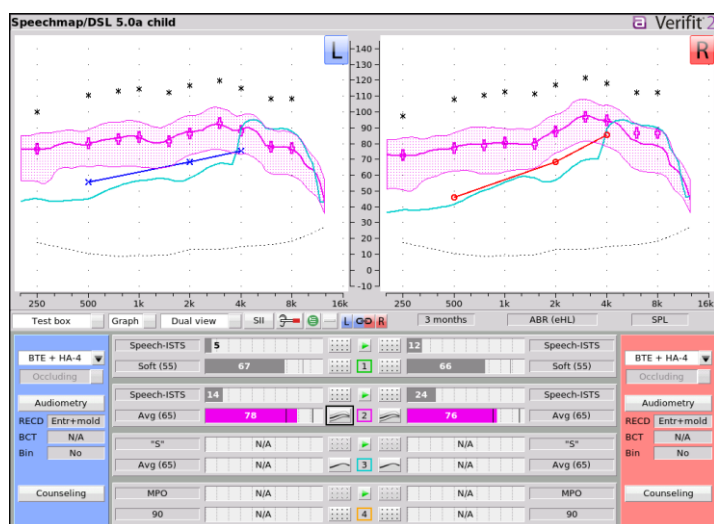 Speechmap/DSL 5.0a child
a Verifit 2
L
R
140
130
120
110
100
90
80
70
60
50
40
30
20
10
0
-10
250 500 1k 2k 4k 8k 16k
250 500 1k 2k 4k 8k 16k
Test box Graph Dual view SII L R 3 months ABR (eHL) SPL
BTE + HA-4
Occluding
Audiometry
RECD Entr+mold
BCT N/A
Bin No
Counseling
Speech-ISTS 5 12 Speech-ISTS
Soft (55) 67 1 66 Soft (55)
Speech-ISTS 14 24 Speech-ISTS
Avg (65) 78 2 76 Avg (65)
"S" N/A N/A "S"
Avg (65) N/A 3 N/A Avg (65)
MPO N/A N/A MPO
90 N/A 4 N/A 90
BTE + HA-4
Occluding
Audiometry
RECD Entr+mold
BCT N/A
Bin No
Counseling